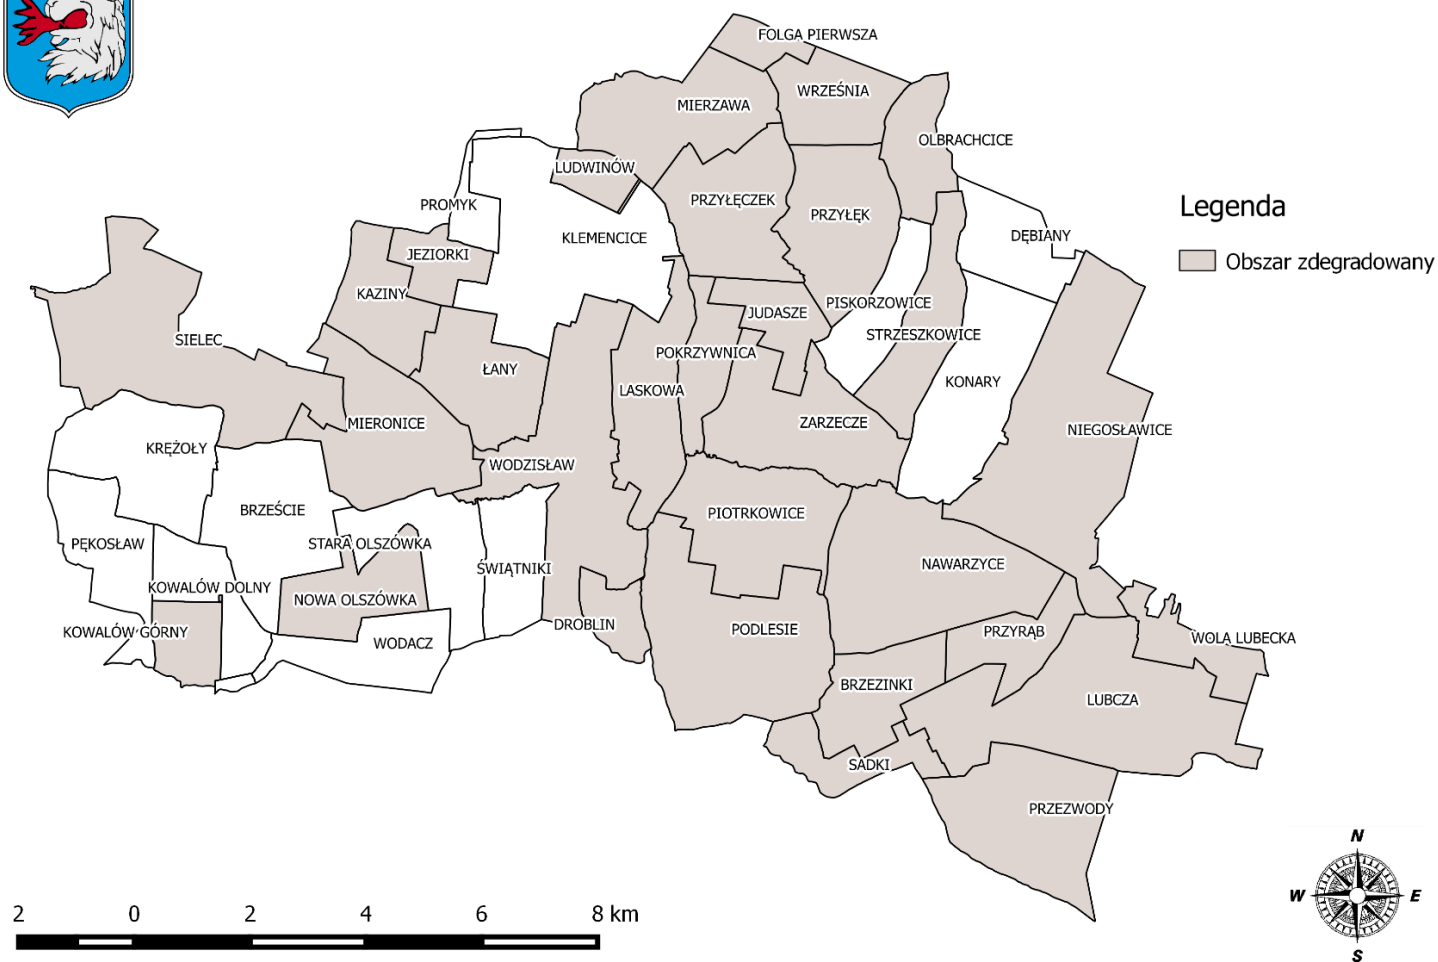 FOLGA PIERWSZA
WRZEŚNIA
MIERZAWA
OLBRACHCICE
LUDWINÓW
PRZYŁĘCZEK
PROMYK
PRZYŁĘK
Legenda
KLEMENCICE
DĘBIANY
JEZIORKI
Obszar zdegradowany
KAZINY
PISKORZOWICE
JUDASZE
STRZESZKOWICE
SIELEC
POKRZYWNICA
ŁANY
KONARY
LASKOWA
MIERONICE
ZARZECZE
NIEGOSŁAWICE
KRĘŻOŁY
WODZISŁAW
BRZEŚCIE
PIOTRKOWICE
PĘKOSŁAW
STARA OLSZÓWKA
NAWARZYCE
ŚWIĄTNIKI
KOWALÓW DOLNY
NOWA OLSZÓWKA
DROBLIN
PODLESIE
KOWALÓW GÓRNY
PRZYRĄB
WOLA LUBECKA
WODACZ
BRZEZINKI
LUBCZA
SADKI
PRZEZWODY
N
W
E
S
2 0 2 4 6 8 km